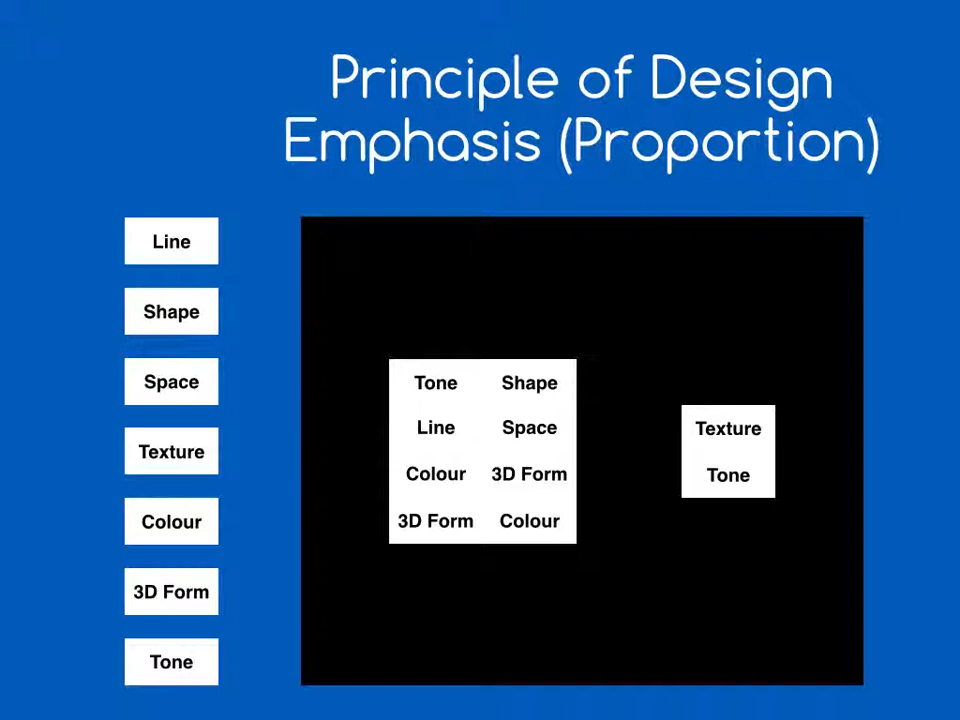 Principle of Design
Emphasis (Proportion)
Line
Shape
Space
Texture
Colour
3D Form
Tone
Tone Shape
Line Space
Colour 3D Form
3D Form Colour
Texture
Tone